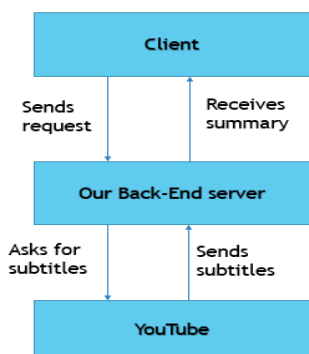 Client
Sends
request
Receives
summary
Our Back-End server
Asks for
subtitles
Sends
subtitles
YouTube